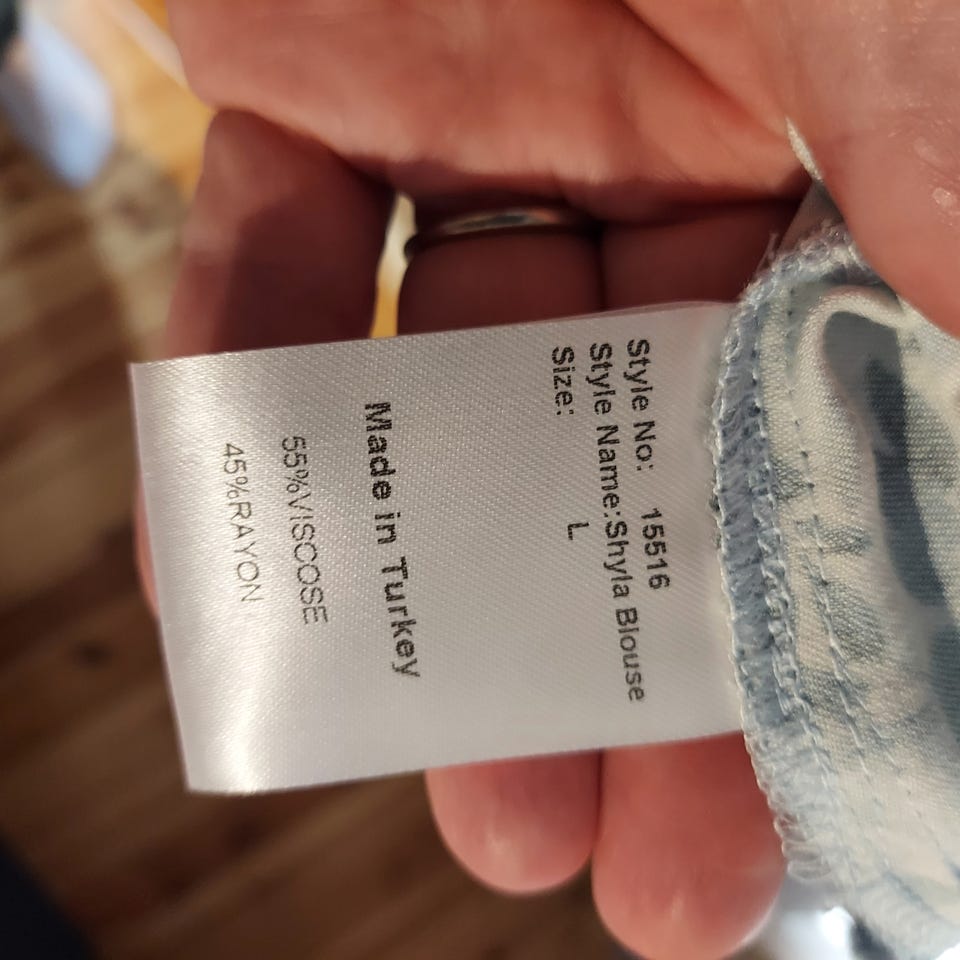 Style No: 15516
Style Name:Shyla Blouse
Size: L
Made in Turkey
55%VISCOSE
45%RAYON